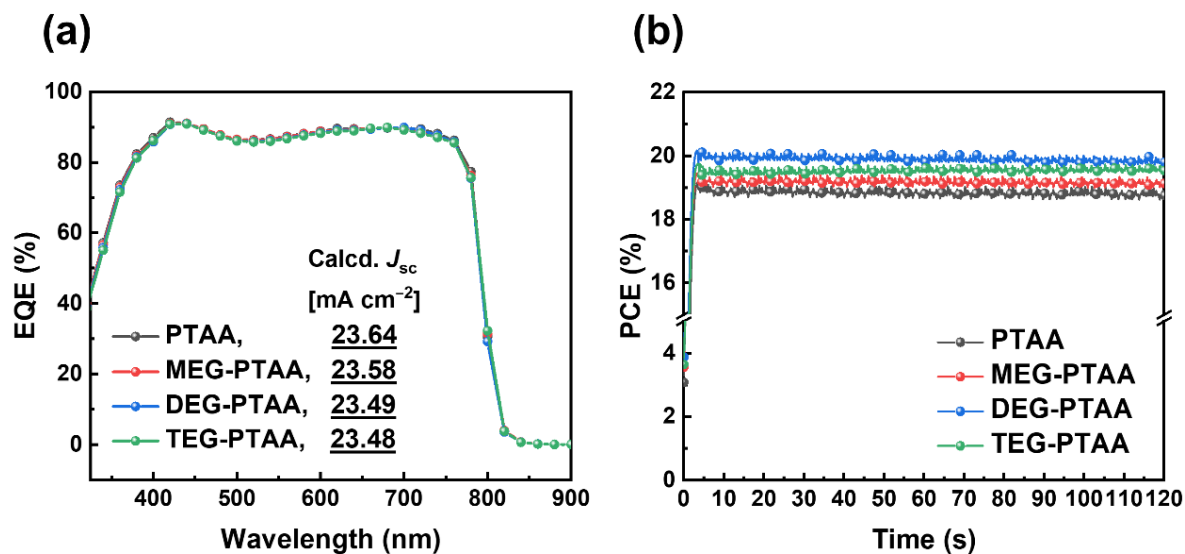 (a)
EQE (%)
100
80
60
40
20
0
400
500
600
700
800
900
Wavelength (nm)
Calcd. Jsc
[mA cm⁻²]
PTAA, 23.64
MEG-PTAA, 23.58
DEG-PTAA, 23.49
TEG-PTAA, 23.48
(b)
PCE (%)
22
20
18
16
4
2
0
0
10
20
30
40
50
60
70
80
90
100
110
120
Time (s)
PTAA
MEG-PTAA
DEG-PTAA
TEG-PTAA